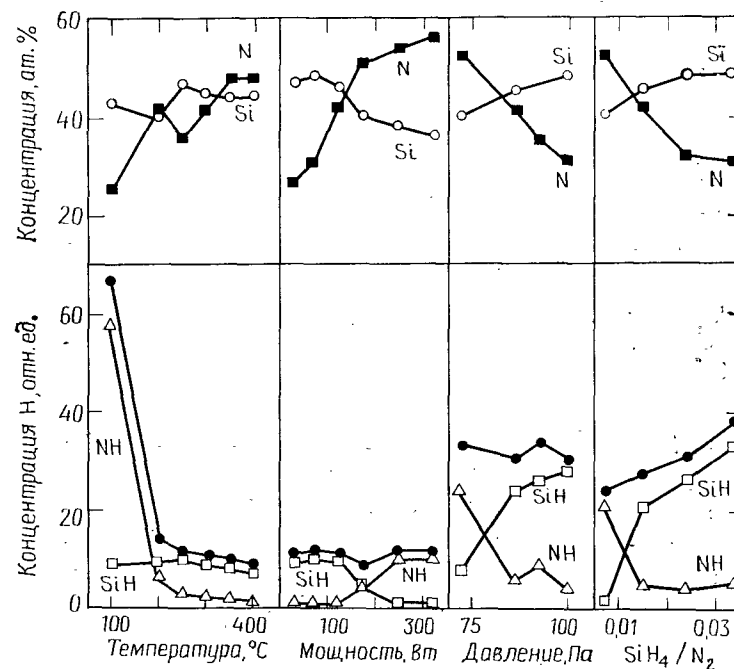 Концентрация, ат. %
60
40
20
N
Si
N
Si
Si
N
Si
N
Концентрация H, отн. ед.
60
40
20
0
NH
SiH
SiH
NH
SiH
NH
SiH
NH
100 400
Температура, °C
100 300
Мощность, Вт
75 100
Давление, Па
0,01 0,03
SiH₄/N₂